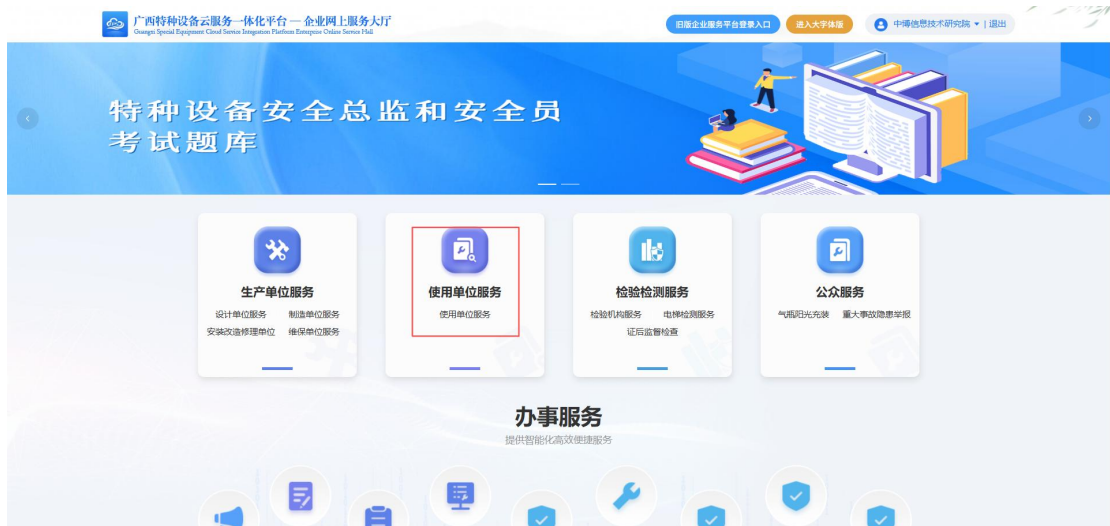 广西特种设备云服务一体化平台 — 企业网上服务大厅
Guangxi Special Equipment Cloud Service Integration Platform Enterprise Online Service Hall
旧版企业服务平台登录入口
进入大字体版
中博信息技术研究院 | 退出
特种设备安全总监和安全员
考试题库
生产单位服务
设计单位服务 制造单位服务
安装改造修理单位 维保单位服务
使用单位服务
使用单位服务
检验检测服务
检验机构服务 电梯检测服务
证后监督检查
公众服务
气瓶阳光充装 重大事故隐患举报
办事服务
提供智能化高效便捷服务